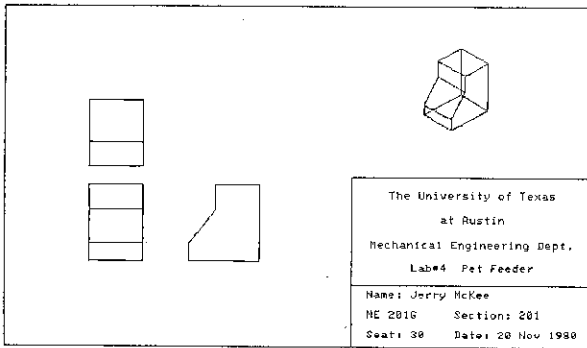 The University of Texas
at Austin
Mechanical Engineering Dept.
Lab#4 Pet Feeder
Name: Jerry McKee
ME 201G Section: 201
Seat: 30 Date: 20 Nov 1980